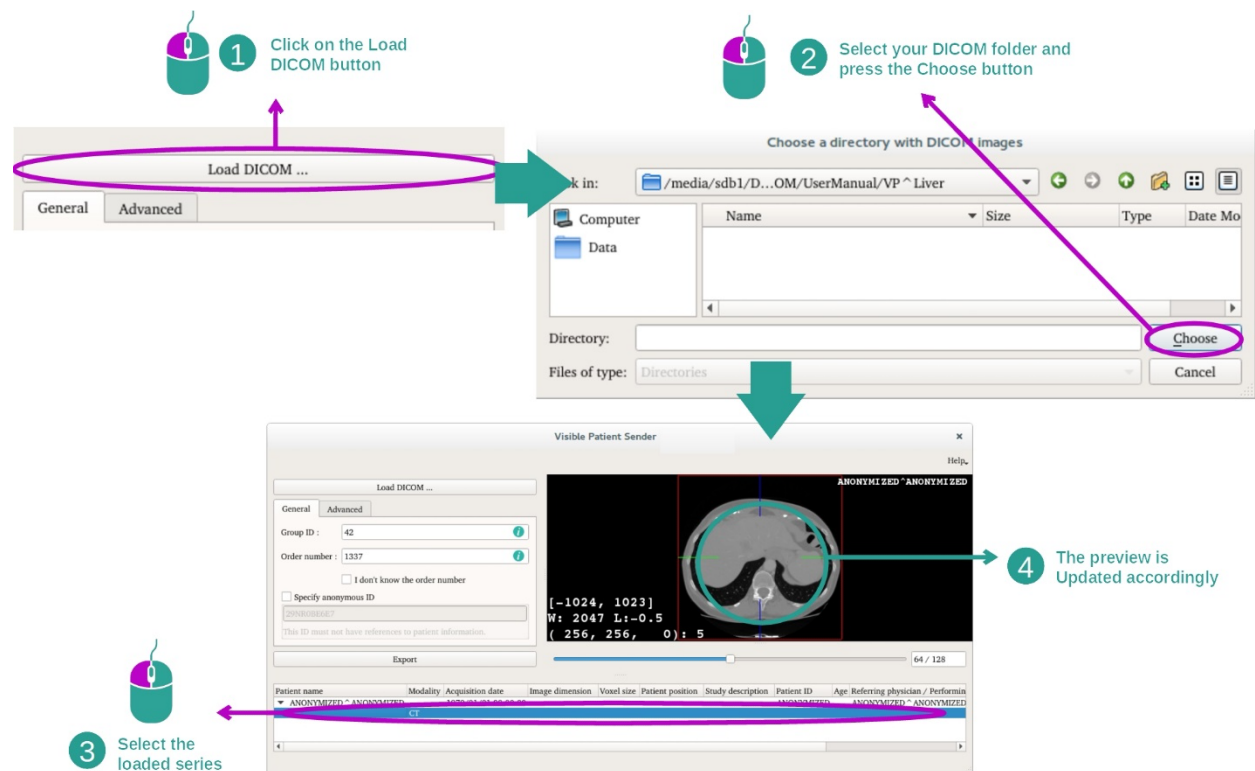 1
Click on the Load
DICOM button
2
Select your DICOM folder and
press the Choose button
Load DICOM ...
General Advanced
Choose a directory with DICOM images
k in:
/media/sdb1/D...OM/UserManual/VP^Liver
Computer
Data
Name Size Type Date Mo
Directory:
Choose
Files of type: Directories
Cancel
Visible Patient Sender
x
Help
Load DICOM ...
General Advanced
Group ID : 42
Order number : 1337
I don't know the order number
Specify anonymous ID
This ID must not have references to patient information.
Export
ANONYMIZED^ANONYMIZED
[-1024, 1023]
W: 2047 L:-0.5
( 256, 256, 0): 5
64 / 128
4
The preview is
Updated accordingly
Patient name Modality Acquisition date Image dimension Voxel size Patient position Study description Patient ID Age Referring physician / Performin
ANONYMIZED^ANONYMIZED ANONYMIZED ANONYMIZED^ANONYMIZED
CT
3
Select the
loaded series